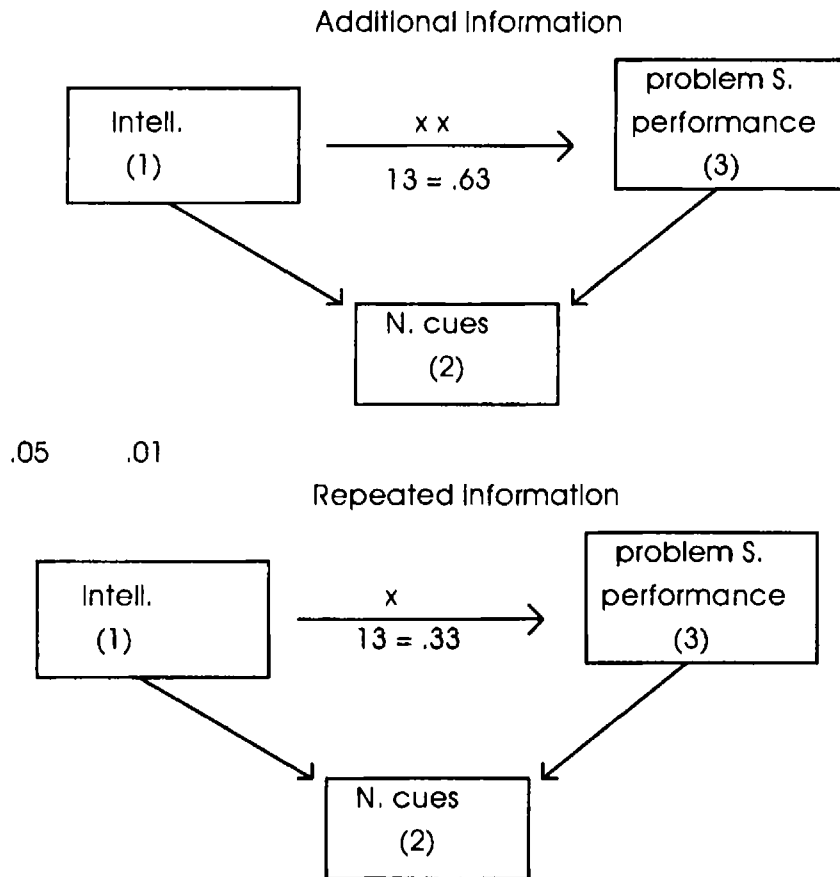 Additional Information
Intell.
(1)
x x
13 = .63
problem S.
performance
(3)
N. cues
(2)
.05 .01
Repeated Information
Intell.
(1)
x
13 = .33
problem S.
performance
(3)
N. cues
(2)